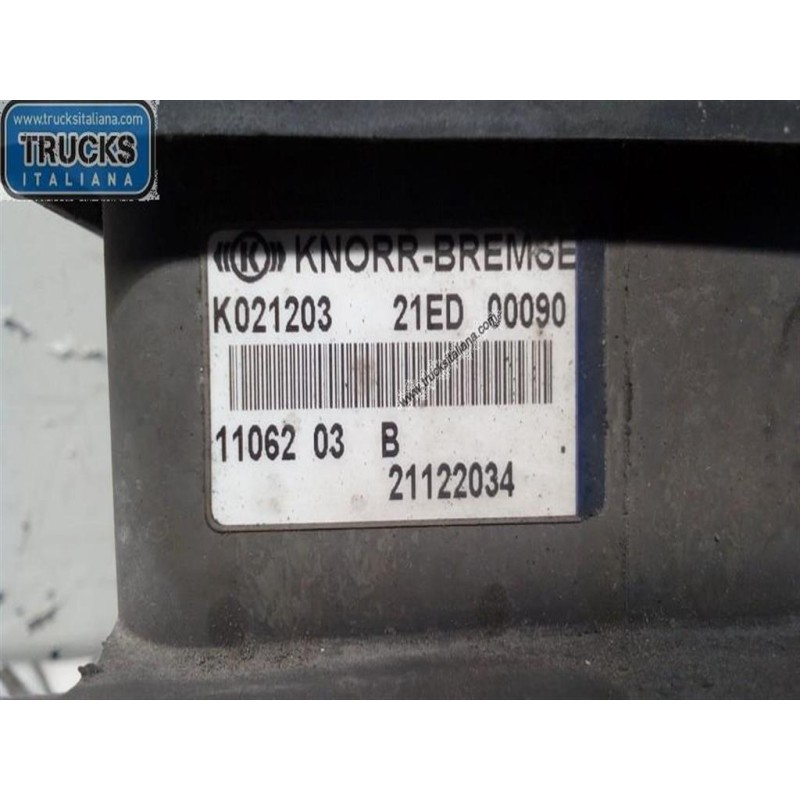 www.trucksitaliana.com
TRUCKS
ITALIANA
K KNORR-BREMSE
K021203 21ED 00090
www.trucksitaliana.com
11062 03 B
21122034